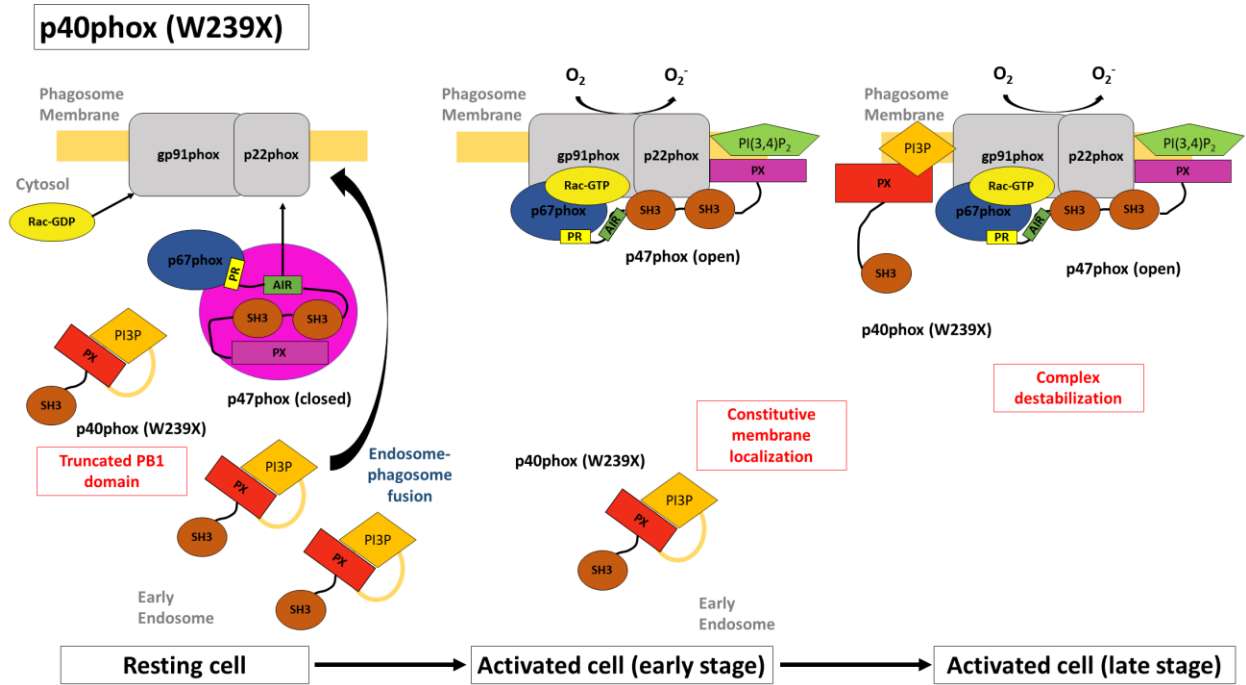 p40phox (W239X)
Phagosome
Membrane
gp91phox
p22phox
Cytosol
Rac-GDP
p67phox
PR
AIR
SH3
SH3
PX
p47phox (closed)
PI3P
PX
SH3
p40phox (W239X)
Truncated PB1
domain
PI3P
PX
SH3
Endosome-
phagosome
fusion
PI3P
PX
SH3
Early
Endosome
Resting cell
O₂
O₂⁻
Phagosome
Membrane
gp91phox
p22phox
PI(3,4)P₂
PX
Rac-GTP
p67phox
SH3
SH3
AIR
PR
p47phox (open)
Constitutive
membrane
localization
p40phox (W239X)
PI3P
PX
SH3
Early
Endosome
Activated cell (early stage)
O₂
O₂⁻
Phagosome
Membrane
PI3P
gp91phox
p22phox
PI(3,4)P₂
PX
PX
Rac-GTP
p67phox
SH3
SH3
AIR
PR
p47phox (open)
SH3
p40phox (W239X)
Complex
destabilization
Activated cell (late stage)